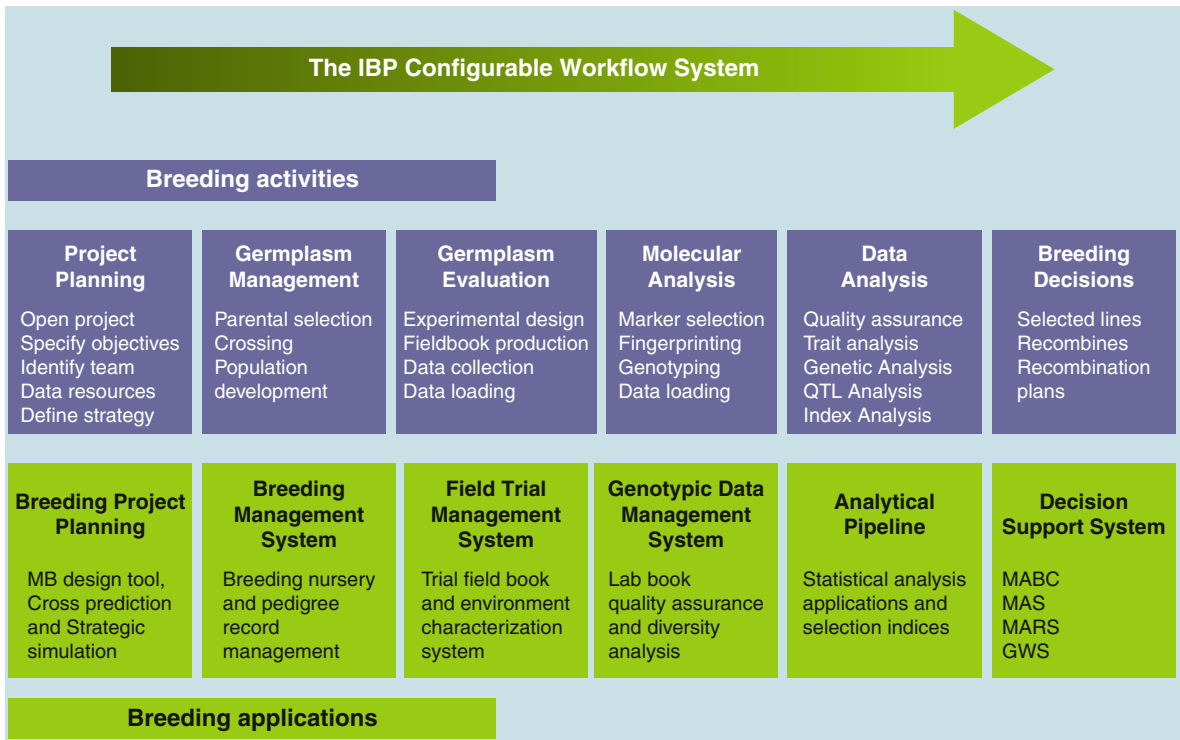 The IBP Configurable Workflow System
Breeding activities
Project
Planning
Open project
Specify objectives
Identify team
Data resources
Define strategy
Germplasm
Management
Parental selection
Crossing
Population
development
Germplasm
Evaluation
Experimental design
Fieldbook production
Data collection
Data loading
Molecular
Analysis
Marker selection
Fingerprinting
Genotyping
Data loading
Data
Analysis
Quality assurance
Trait analysis
Genetic Analysis
QTL Analysis
Index Analysis
Breeding
Decisions
Selected lines
Recombines
Recombination
plans
Breeding Project
Planning
MB design tool,
Cross prediction
and Strategic
simulation
Breeding
Management
System
Breeding nursery
and pedigree
record
management
Field Trial
Management
System
Trial field book
and environment
characterization
system
Genotypic Data
Management
System
Lab book
quality assurance
and diversity
analysis
Analytical
Pipeline
Statistical analysis
applications and
selection indices
Decision
Support System
MABC
MAS
MARS
GWS
Breeding applications